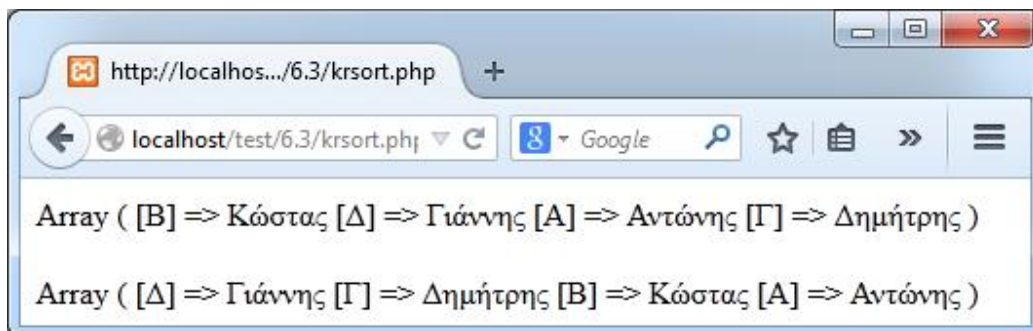 http://localhos.../6.3/krsort.php
localhost/test/6.3/krsort.php
8 Google
Array ( [Β] => Κώστας [Δ] => Γιάννης [Α] => Αντώνης [Γ] => Δημήτρης )
Array ( [Δ] => Γιάννης [Γ] => Δημήτρης [Β] => Κώστας [Α] => Αντώνης )